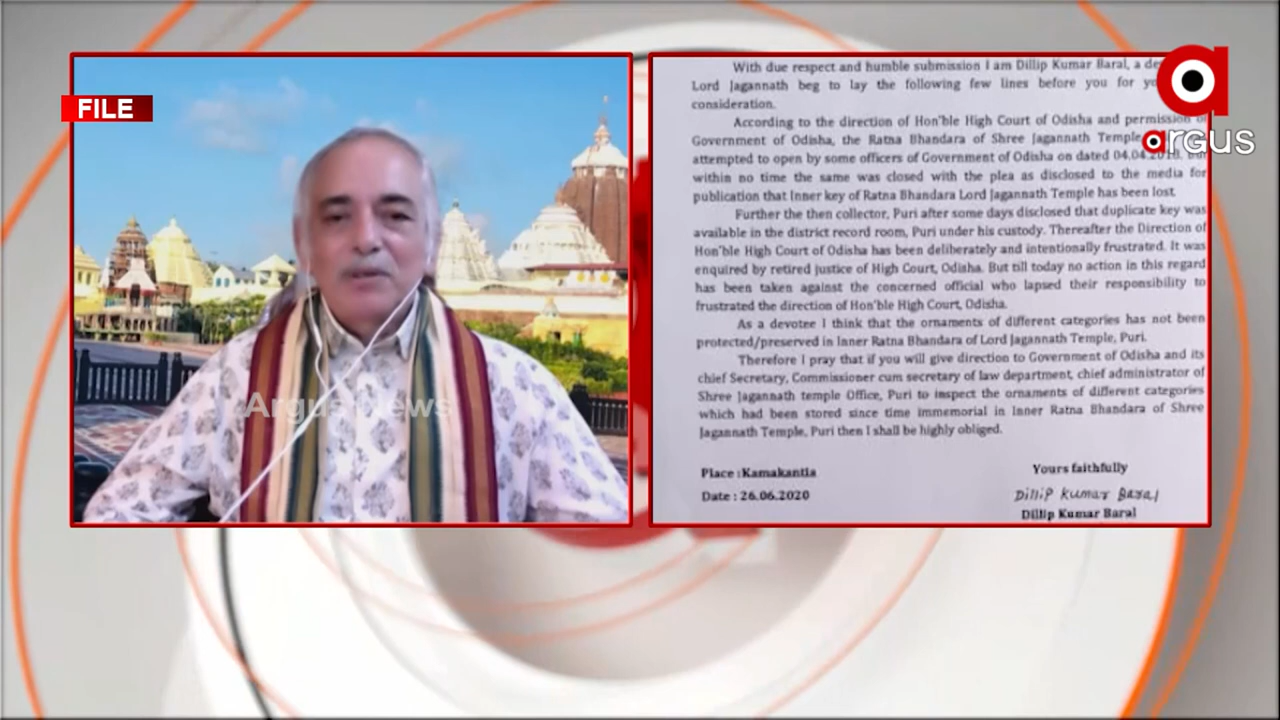 FILE
Argus News
argus
With due respect and humble submission I am Dillip Kumar Baral, a
Lord Jagannath beg to lay the following few lines before you for
consideration.
According to the direction of Hon'ble High Court of Odisha and permission of
Government of Odisha, the Ratna Bhandara of Shree Jagannath Temple
attempted to open by some officers of Government of Odisha on dated 04.04.2018. But
within no time the same was closed with the plea as disclosed to the media for
publication that Inner key of Ratna Bhandara Lord Jagannath Temple has been lost.
Further the then collector, Puri after some days disclosed that duplicate key was
available in the district record room, Puri under his custody. Thereafter the Direction of
Hon'ble High Court of Odisha has been deliberately and intentionally frustrated. It was
enquired by retired justice of High Court, Odisha. But till today no action in this regard
has been taken against the concerned official who lapsed their responsibility to
frustrated the direction of Hon'ble High Court, Odisha.
As a devotee I think that the ornaments of different categories has not been
protected/preserved in Inner Ratna Bhandara of Lord Jagannath Temple, Puri.
Therefore I pray that if you will give direction to Government of Odisha and its
chief Secretary, Commissioner cum secretary of law department, chief administrator of
Shree Jagannath temple Office, Puri to inspect the ornaments of different categories
which had been stored since time immemorial in Inner Ratna Bhandara of Shree
Jagannath Temple, Puri then I shall be highly obliged.
Place : Kamakantia
Date : 26.06.2020
Yours faithfully
Dillip Kumar Baral
Dillip Kumar Baral